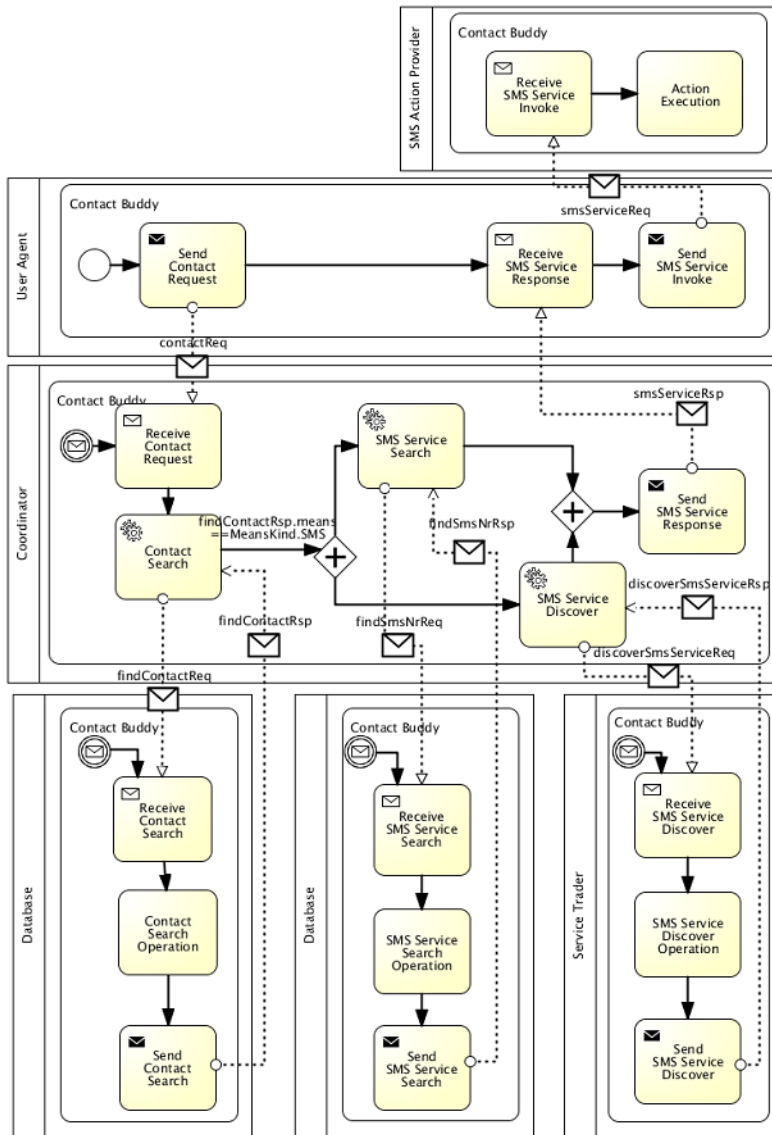 SMS Action Provider
Contact Buddy
Receive
SMS Service
Invoke
Action
Execution
smsServiceReq
User Agent
Contact Buddy
Send
Contact
Request
Receive
SMS Service
Response
Send
SMS Service
Invoke
contactReq
Coordinator
Contact Buddy
Receive
Contact
Request
SMS Service
Search
smsServiceRsp
Send
SMS Service
Response
Contact
Search
findContactRsp.means
==MeansKind.SMS
findSmsNrRsp
SMS Service
Discover
discoverSmsServiceRsp
findContactRsp
findSmsNrReq
discoverSmsServiceReq
findContactReq
Database
Contact Buddy
Receive
Contact
Search
Contact
Search
Operation
Send
Contact
Search
Database
Contact Buddy
Receive
SMS Service
Search
SMS Service
Search
Operation
Send
SMS Service
Search
Service Trader
Contact Buddy
Receive
SMS Service
Discover
SMS Service
Discover
Operation
Send
SMS Service
Discover